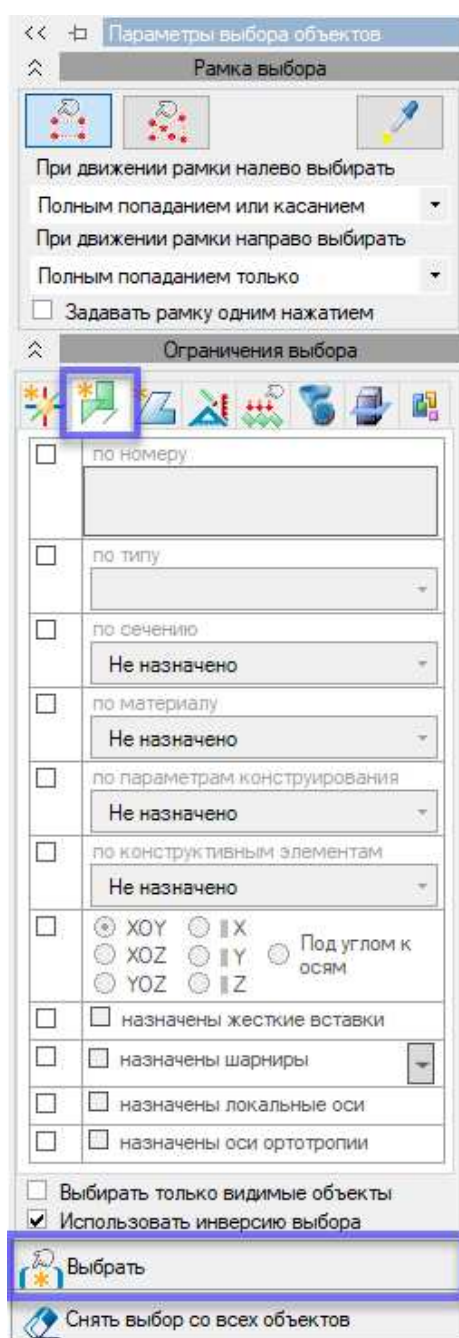 << Параметры выбора объектов
Рамка выбора
При движении рамки налево выбирать
Полным попаданием или касанием
При движении рамки направо выбирать
Полным попаданием только
Задавать рамку одним нажатием
Ограничения выбора
по номеру
по типу
по сечению
Не назначено
по материалу
Не назначено
по параметрам конструирования
Не назначено
по конструктивным элементам
Не назначено
XOY ||X
XOZ ||Y Под углом к осям
YOZ ||Z
назначены жесткие вставки
назначены шарниры
назначены локальные оси
назначены оси ортотропии
Выбирать только видимые объекты
Использовать инверсию выбора
Выбрать
Снять выбор со всех объектов